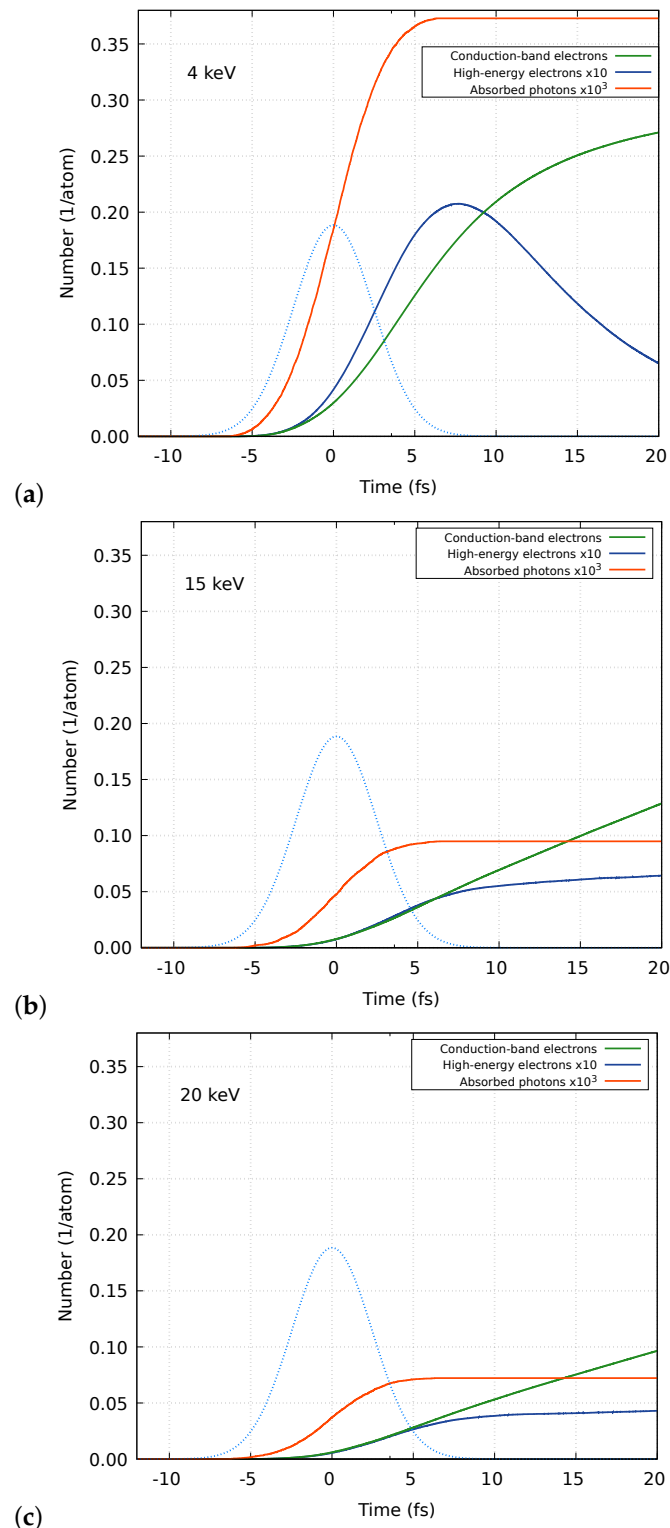 4 keV
Conduction-band electrons
High-energy electrons x10
Absorbed photons x10³
Number (1/atom)
0.35
0.30
0.25
0.20
0.15
0.10
0.05
0.00
-10 -5 0 5 10 15 20
Time (fs)
(a)
15 keV
Conduction-band electrons
High-energy electrons x10
Absorbed photons x10³
Number (1/atom)
0.35
0.30
0.25
0.20
0.15
0.10
0.05
0.00
-10 -5 0 5 10 15 20
Time (fs)
(b)
20 keV
Conduction-band electrons
High-energy electrons x10
Absorbed photons x10³
Number (1/atom)
0.35
0.30
0.25
0.20
0.15
0.10
0.05
0.00
-10 -5 0 5 10 15 20
Time (fs)
(c)